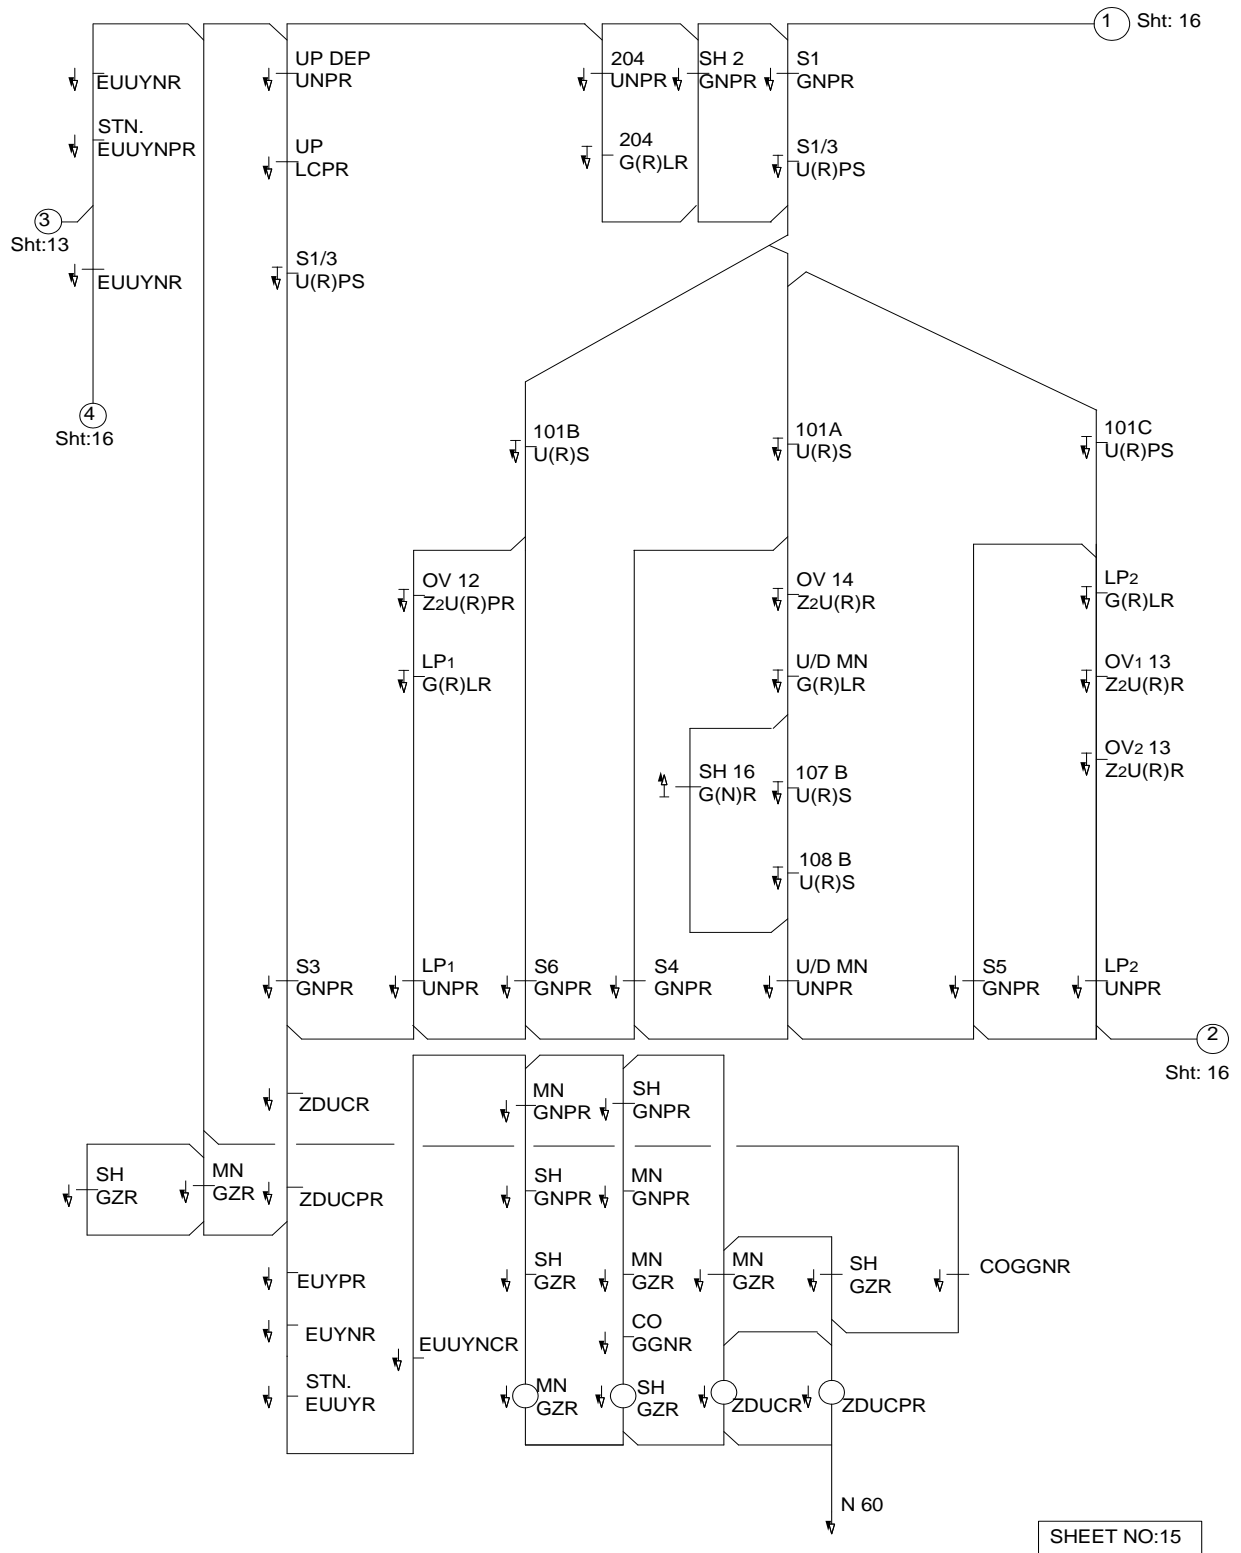 1 Sht: 16
EUUYNR
UP DEP
UNPR
204
UNPR
SH 2
GNPR
S1
GNPR
STN.
EUUYNPR
UP
LCPR
204
G(R)LR
S1/3
U(R)PS
3
Sht:13
EUUYNR
S1/3
U(R)PS
4
Sht:16
101B
U(R)S
101A
U(R)S
101C
U(R)PS
OV 12
Z2U(R)PR
OV 14
Z2U(R)R
LP2
G(R)LR
LP1
G(R)LR
U/D MN
G(R)LR
OV1 13
Z2U(R)R
SH 16
G(N)R
107 B
U(R)S
OV2 13
Z2U(R)R
108 B
U(R)S
S3
GNPR
LP1
UNPR
S6
GNPR
S4
GNPR
U/D MN
UNPR
S5
GNPR
LP2
UNPR
2
Sht: 16
ZDUCR
MN
GNPR
SH
GNPR
SH
GZR
MN
GZR
ZDUCPR
SH
GNPR
MN
GNPR
EUYPR
SH
GZR
MN
GZR
MN
GZR
SH
GZR
COGGNR
EUYNR
EUUYNCR
CO
GGNR
STN.
EUUYR
MN
GZR
SH
GZR
ZDUCR
ZDUCPR
N 60
SHEET NO:15